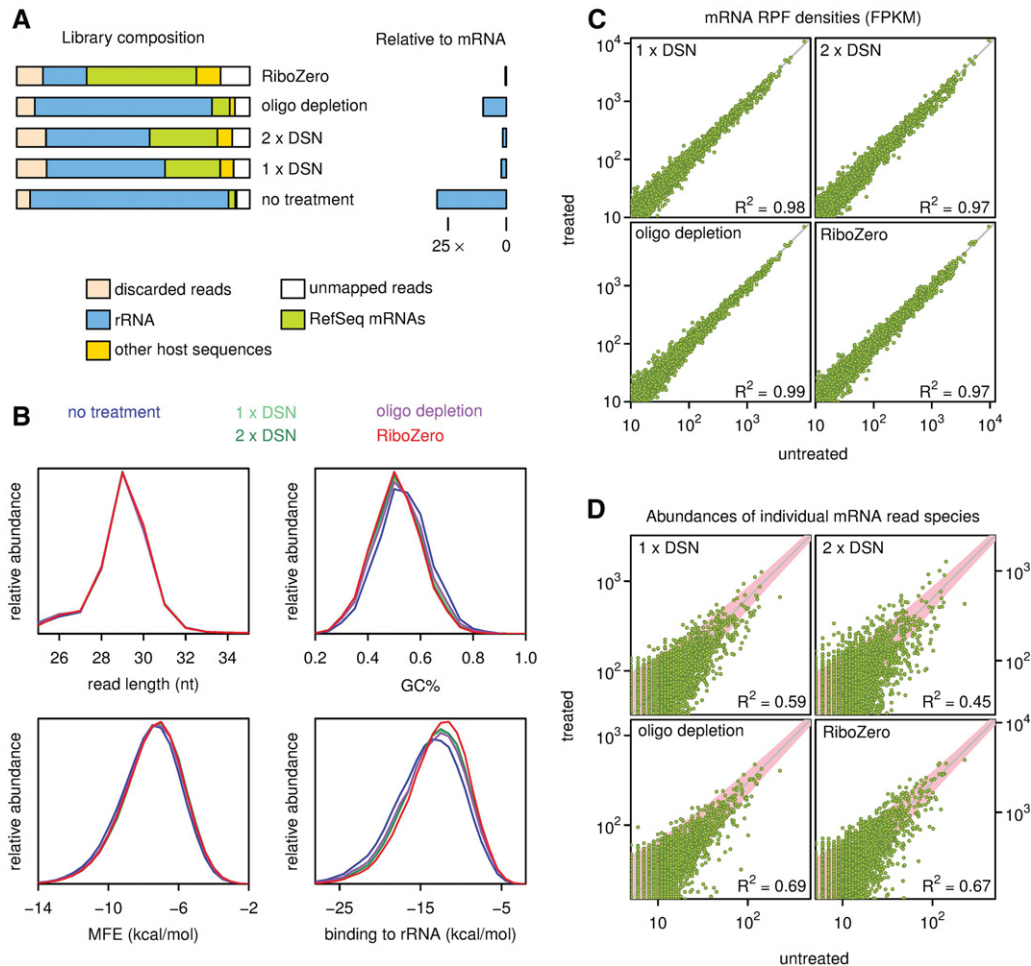 A
Library composition
Relative to mRNA
RiboZero
oligo depletion
2 x DSN
1 x DSN
no treatment
25 × 0
discarded reads
unmapped reads
rRNA
RefSeq mRNAs
other host sequences
B
no treatment
1 x DSN
oligo depletion
2 x DSN
RiboZero
relative abundance
26 28 30 32 34
read length (nt)
relative abundance
0.2 0.4 0.6 0.8 1.0
GC%
relative abundance
−14 −10 −6 −2
MFE (kcal/mol)
relative abundance
−25 −15 −5
binding to rRNA (kcal/mol)
C
mRNA RPF densities (FPKM)
treated
10⁴
10³
10²
10
1 x DSN
R² = 0.98
2 x DSN
R² = 0.97
10³
10²
10
oligo depletion
R² = 0.99
RiboZero
R² = 0.97
10 10² 10³
10 10² 10³ 10⁴
untreated
D
Abundances of individual mRNA read species
treated
10³
10²
1 x DSN
R² = 0.59
2 x DSN
R² = 0.45
10³
10²
10³
10²
oligo depletion
R² = 0.69
RiboZero
R² = 0.67
10⁴
10³
10 10²
10 10²
untreated